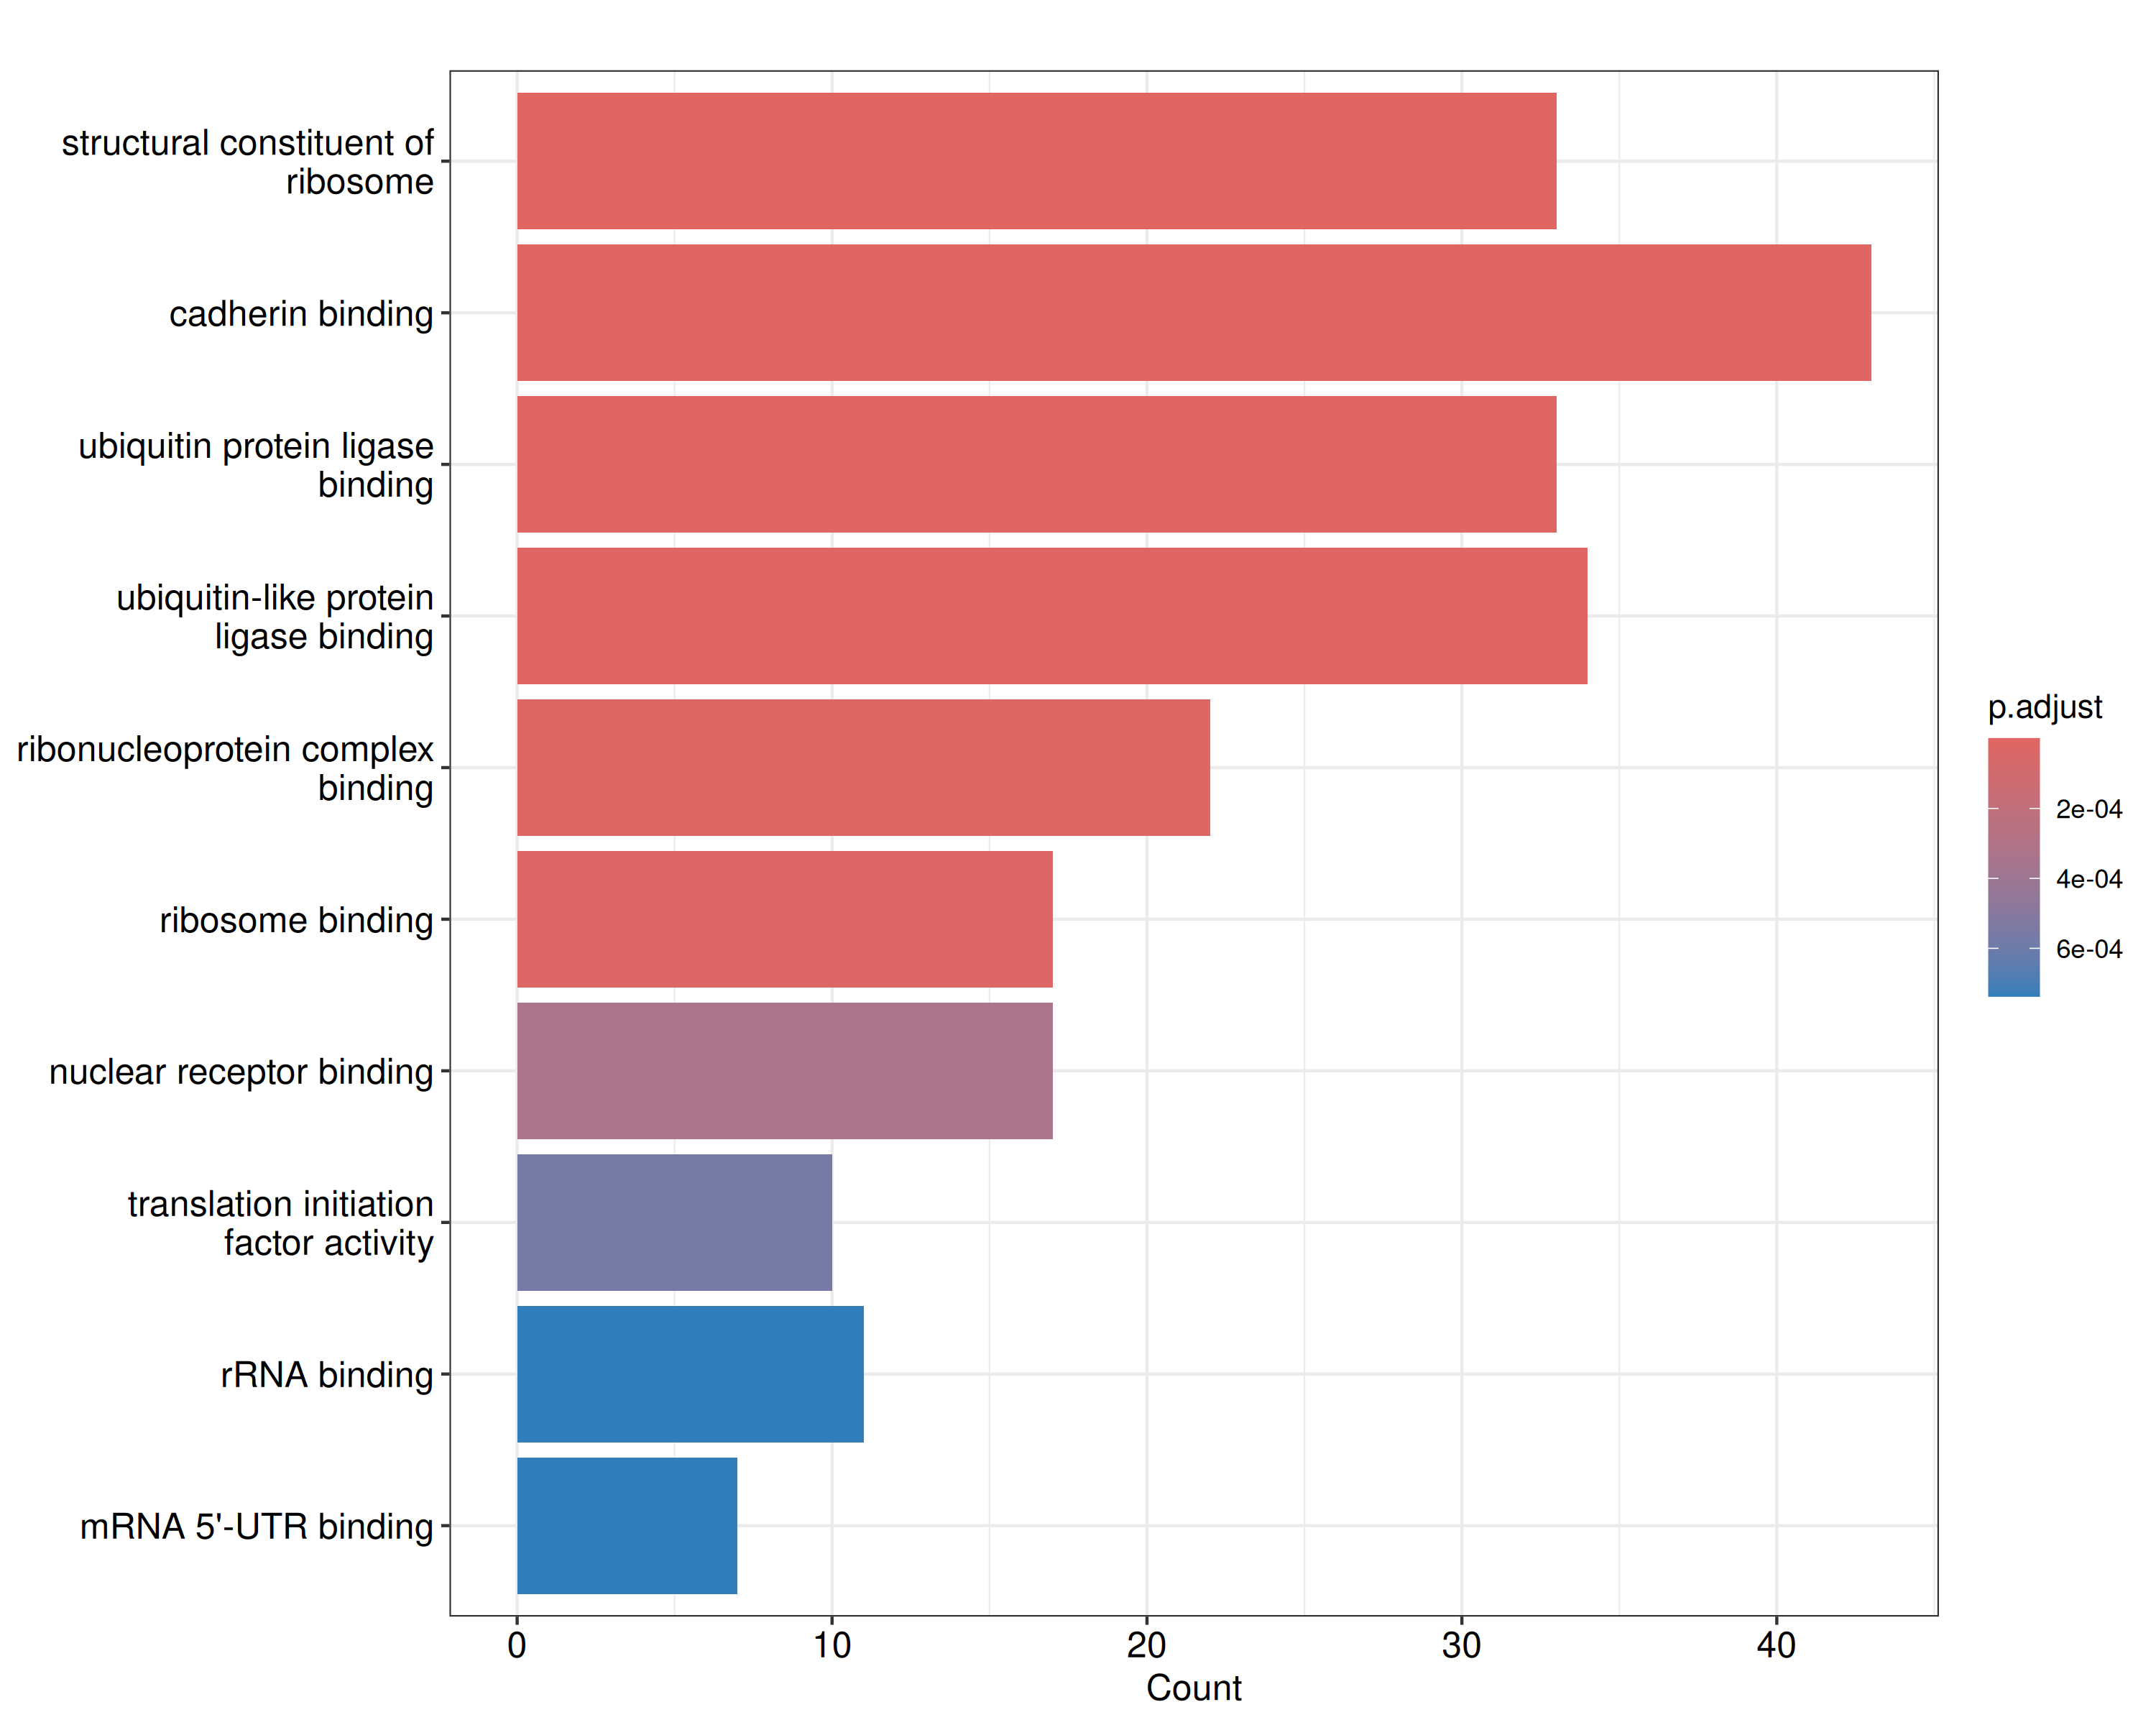 structural constituent of
ribosome
cadherin binding
ubiquitin protein ligase
binding
ubiquitin-like protein
ligase binding
ribonucleoprotein complex
binding
ribosome binding
nuclear receptor binding
translation initiation
factor activity
rRNA binding
mRNA 5'-UTR binding
0 10 20 30 40
Count
p.adjust
2e-04
4e-04
6e-04